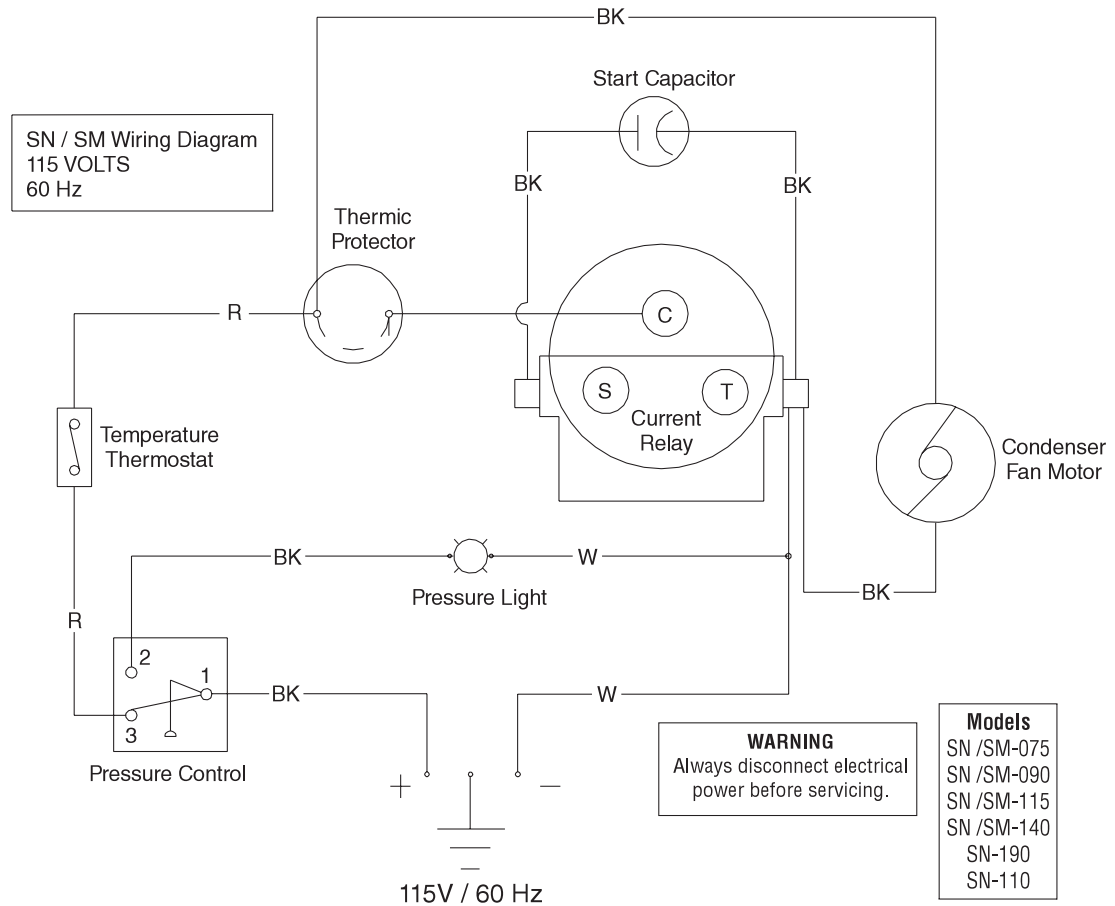 BK
Start Capacitor
SN / SM Wiring Diagram
115 VOLTS
60 Hz
BK
BK
Thermic
Protector
R
C
S
T
Current
Relay
Temperature
Thermostat
Condenser
Fan Motor
BK
W
Pressure Light
BK
R
2
1
3
BK
W
Pressure Control
+
−
115V / 60 Hz
WARNING
Always disconnect electrical
power before servicing.
Models
SN /SM-075
SN /SM-090
SN /SM-115
SN /SM-140
SN-190
SN-110